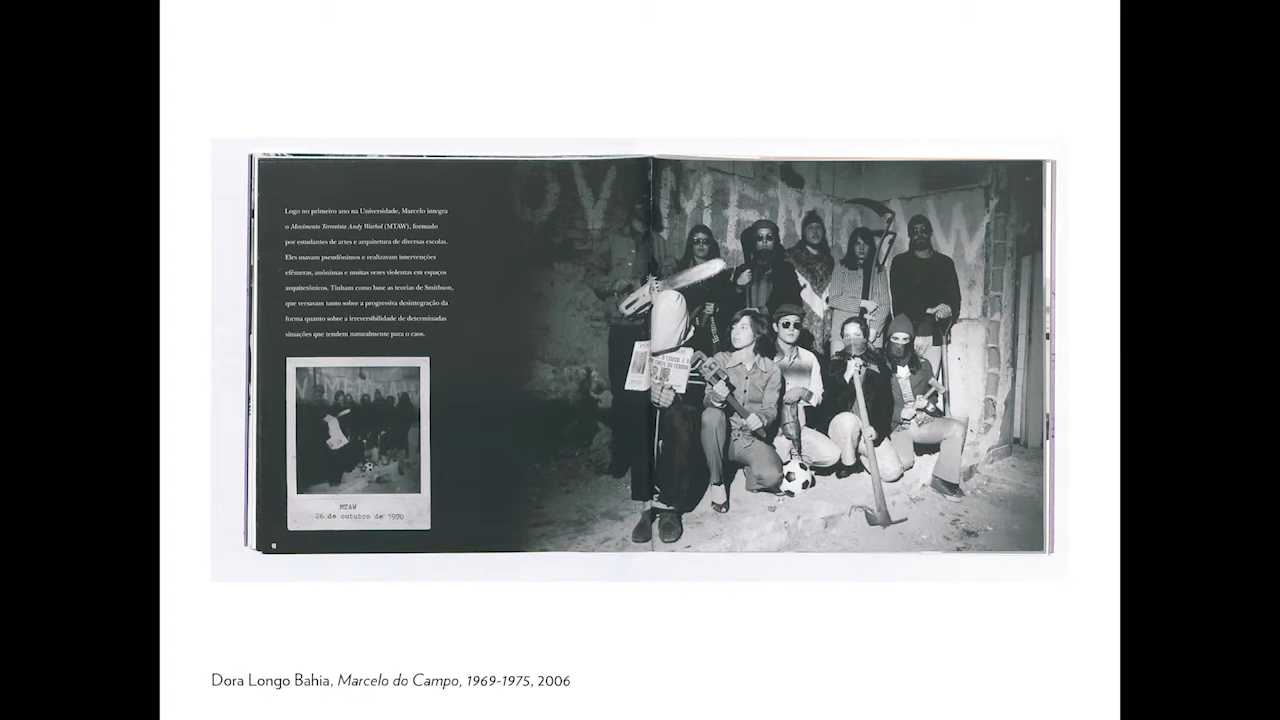 Logo no primeiro ano na Universidade, Marcelo integra
o Movimento Terrorista Andy Warhol (MTAW), formado
por estudantes de artes e arquitetura de diversas escolas.
Eles usavam pseudônimos e realizavam intervenções
efêmeras, anônimas e muitas vezes violentas em espaços
arquitetônicos. Tinham como base as teorias de Smithson,
que versavam tanto sobre a progressiva desintegração da
forma quanto sobre a irreversibilidade de determinadas
situações que tendem naturalmente para o caos.
MTAW
26 de outubro de 1970
Dora Longo Bahia, Marcelo do Campo, 1969-1975, 2006